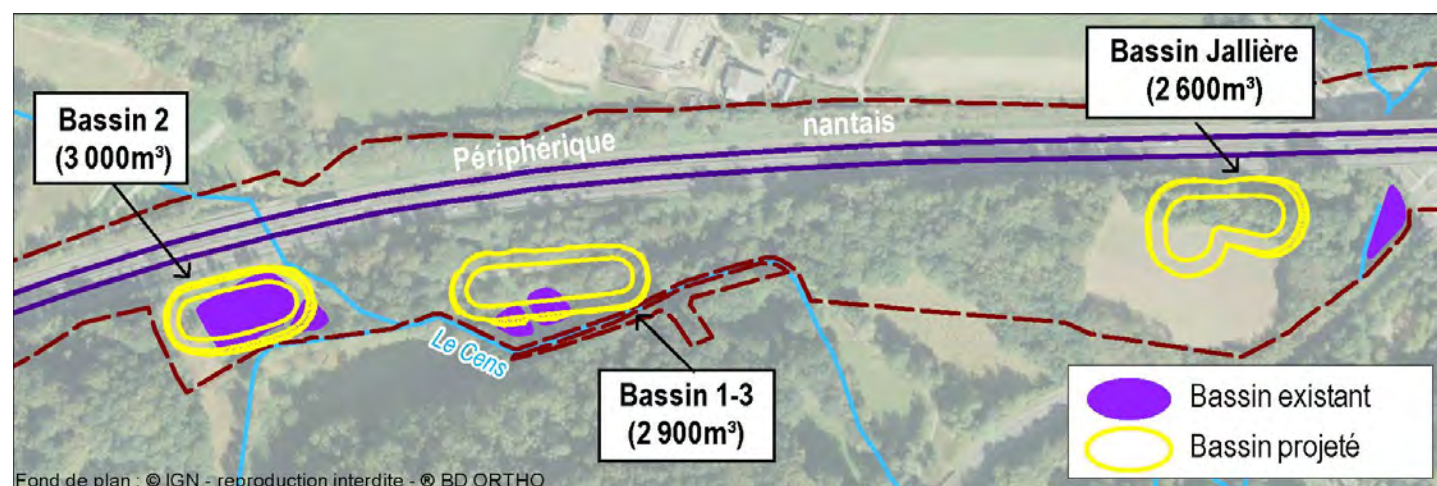 Bassin 2
(3 000m³)
Périphérique
nantais
Bassin Jallière
(2 600m³)
Le Cens
Bassin 1-3
(2 900m³)
Bassin existant
Bassin projeté
Fond de plan : © IGN - reproduction interdite - ® BD ORTHO